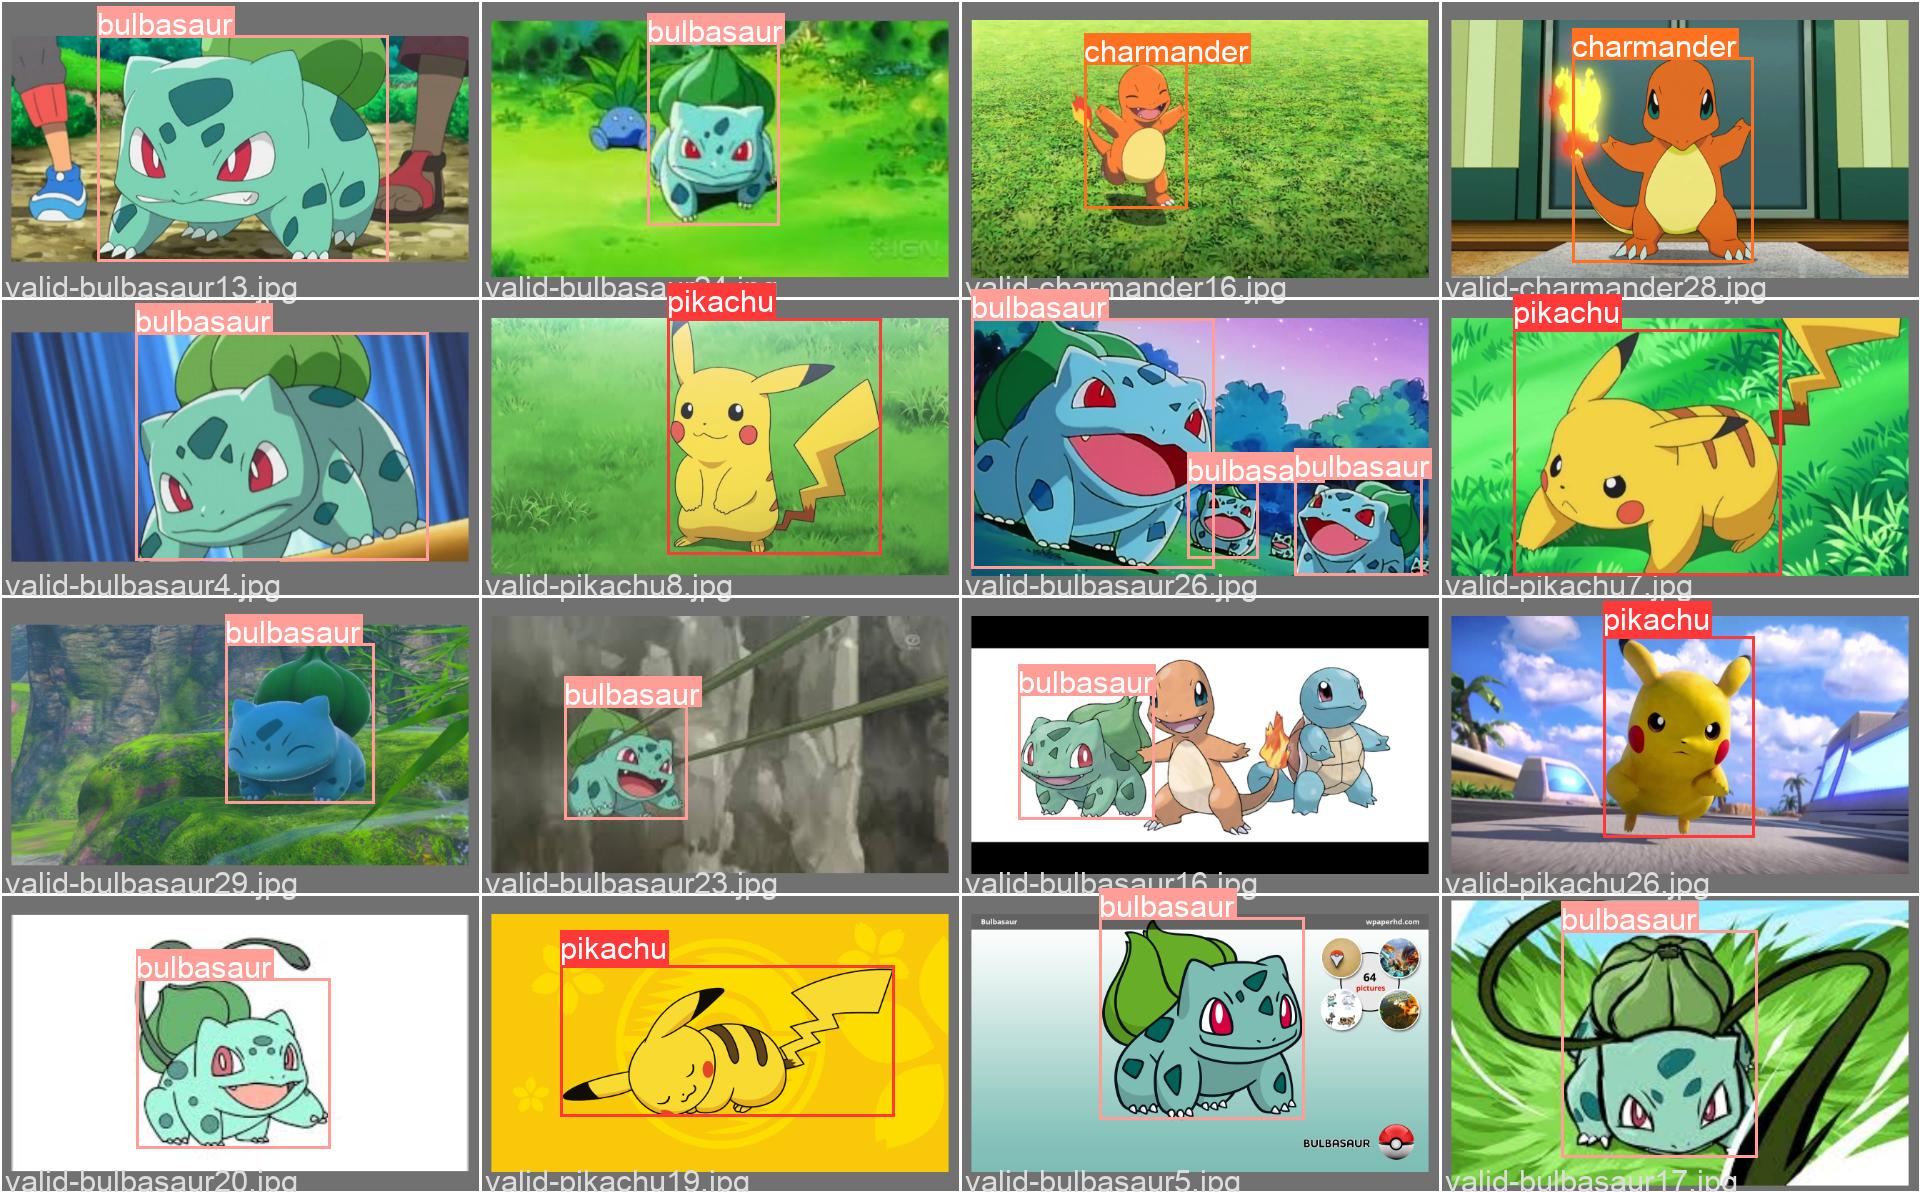 bulbasaur
bulbasaur
charmander
charmander
IGN
valid-bulbasaur13.jpg
valid-bulbasaur24.jpg
valid-charmander16.jpg
valid-charmander28.jpg
bulbasaur
pikachu
bulbasaur
bulbasa
bulbasaur
pikachu
valid-bulbasaur4.jpg
valid-pikachu8.jpg
valid-bulbasaur26.jpg
valid-pikachu7.jpg
bulbasaur
bulbasaur
bulbasaur
pikachu
valid-bulbasaur29.jpg
valid-bulbasaur23.jpg
valid-bulbasaur16.jpg
valid-pikachu26.jpg
bulbasaur
pikachu
bulbasaur
Bulbasaur
wpaperhd.com
64
pictures
BULBASAUR
bulbasaur
valid-bulbasaur20.jpg
valid-pikachu19.jpg
valid-bulbasaur5.jpg
valid-bulbasaur17.jpg